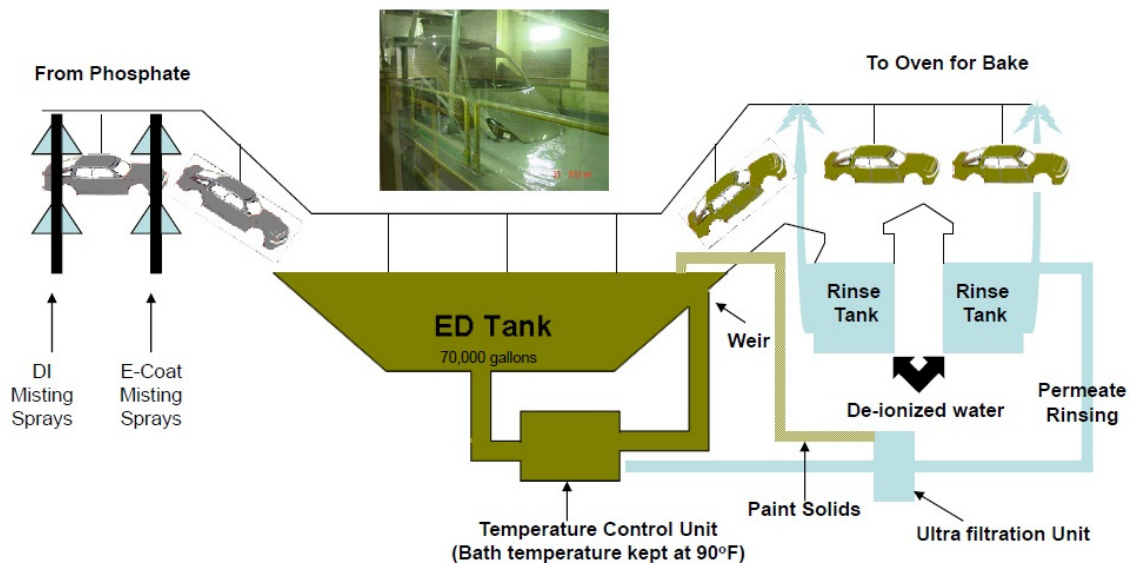 From Phosphate
To Oven for Bake
DI
Misting
Sprays
E-Coat
Misting
Sprays
ED Tank
70,000 gallons
Weir
Rinse
Tank
Rinse
Tank
De-ionized water
Permeate
Rinsing
Paint Solids
Ultra filtration Unit
Temperature Control Unit
(Bath temperature kept at 90°F)